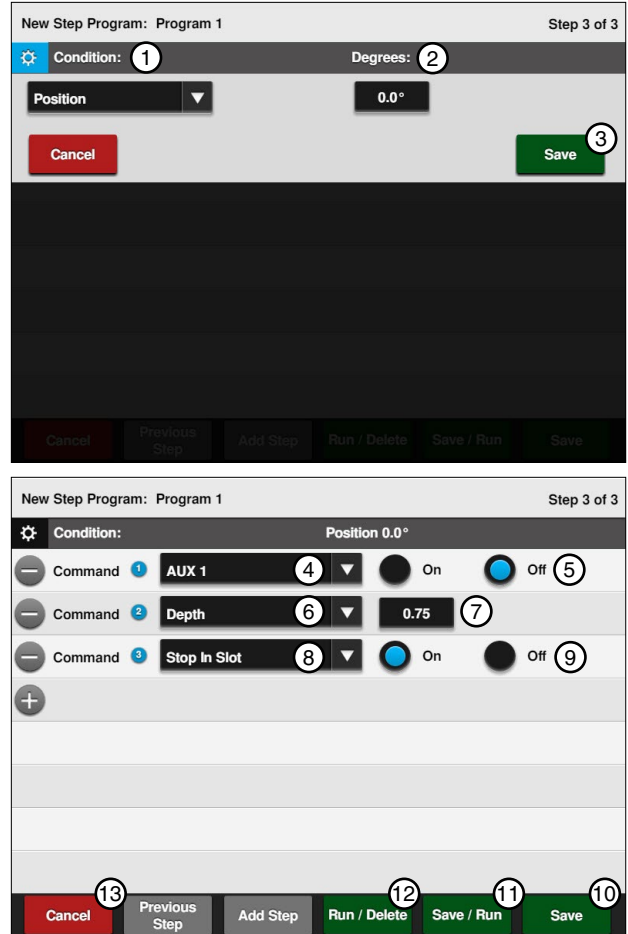 New Step Program: Program 1 Step 3 of 3
Condition: 1 Degrees: 2
Position 0.0°
Cancel Save 3
Cancel Previous Step Add Step Run / Delete Save / Run Save
New Step Program: Program 1 Step 3 of 3
Condition: Position 0.0°
Command 1 AUX 1 4 On Off 5
Command 2 Depth 6 0.75 7
Command 3 Stop In Slot 8 On Off 9
13 12 11 10
Cancel Previous Step Add Step Run / Delete Save / Run Save